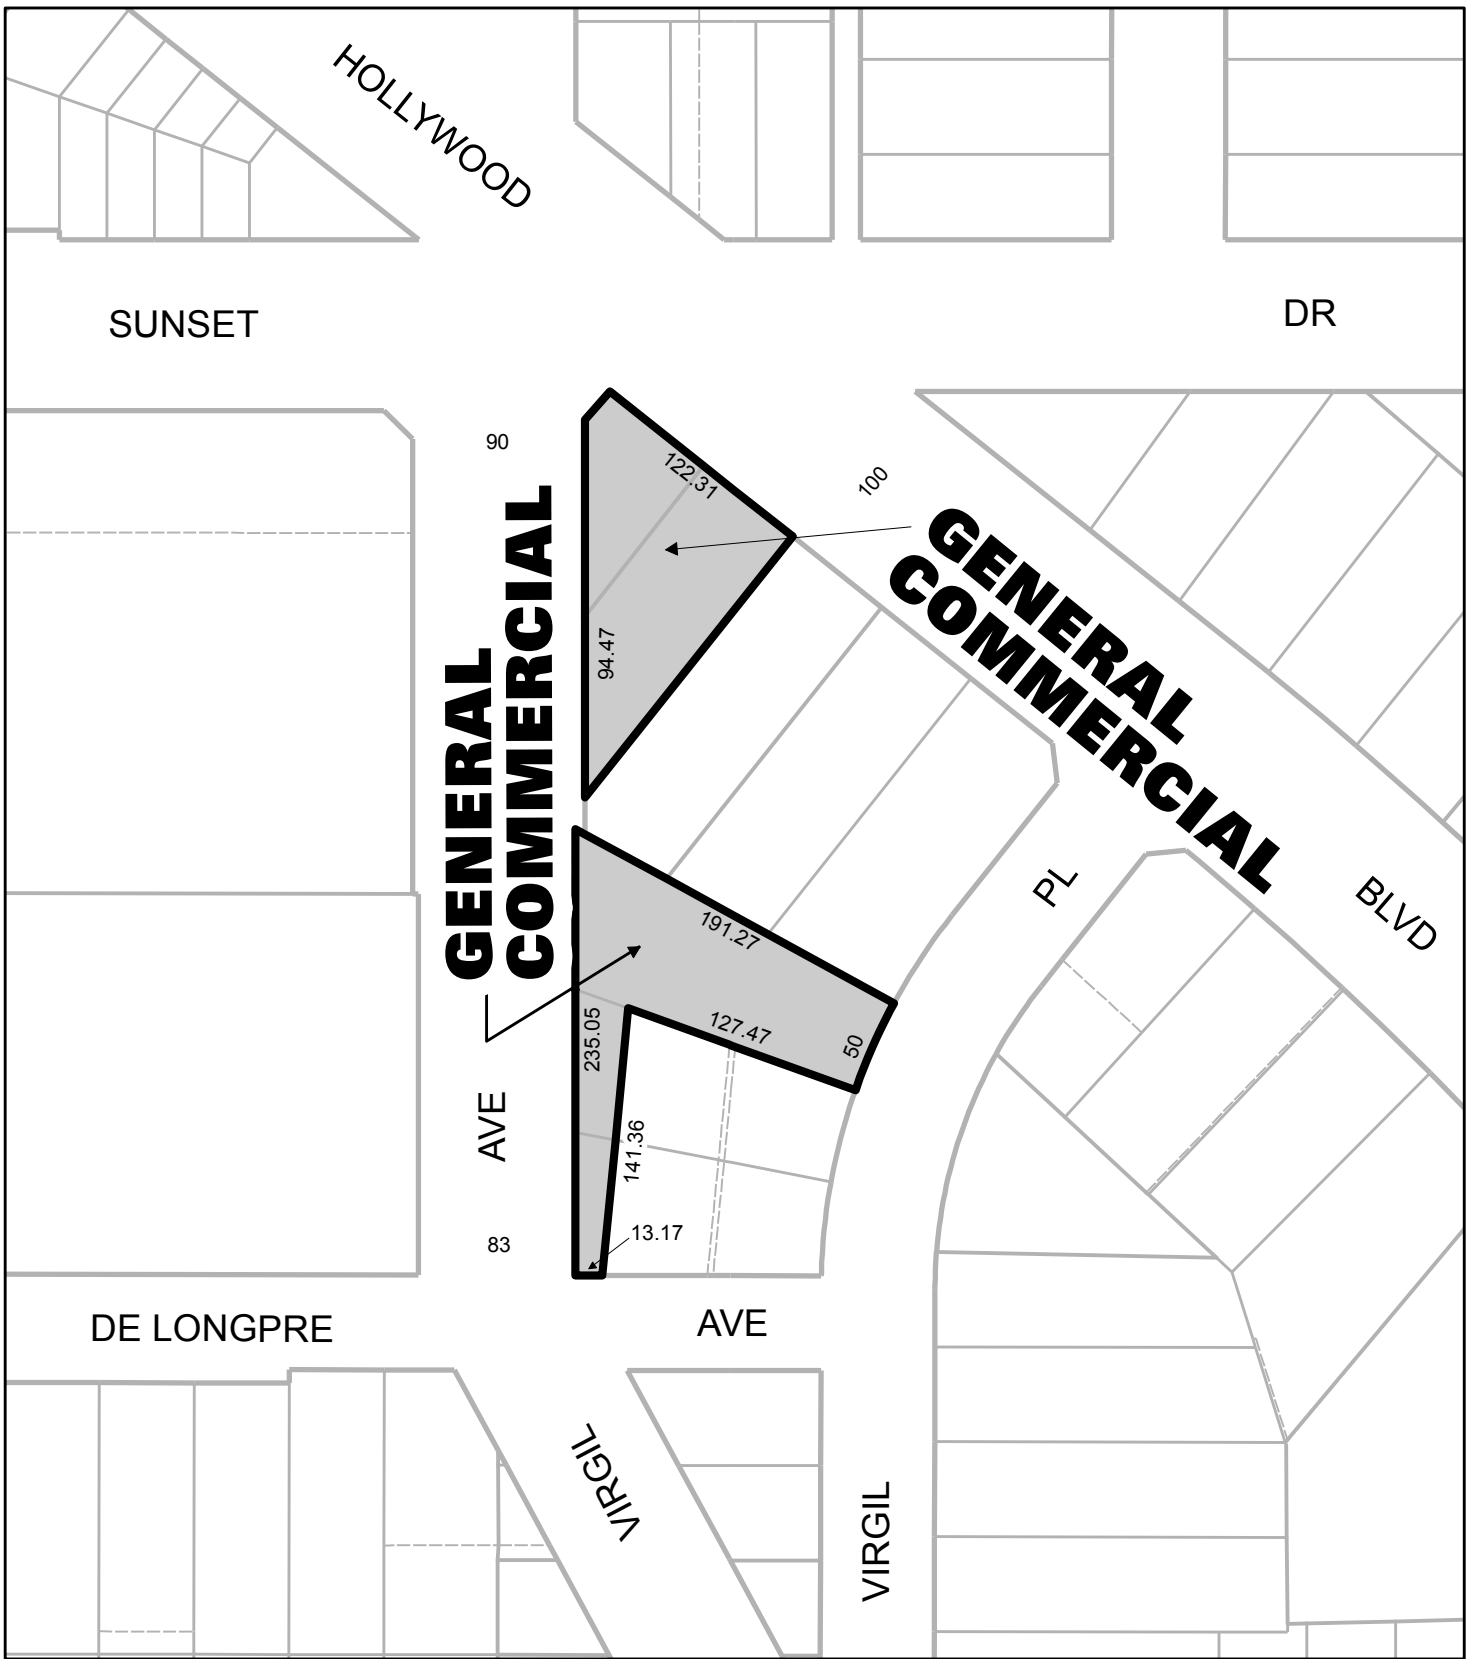 HOLLYWOOD
SUNSET
DR
90
122.31
100
GENERAL
COMMERCIAL
94.47
GENERAL
COMMERCIAL
191.27
PL
BLVD
235.05
127.47
50
AVE
141.36
83
13.17
DE LONGPRE
AVE
VIRGIL
VIRGIL